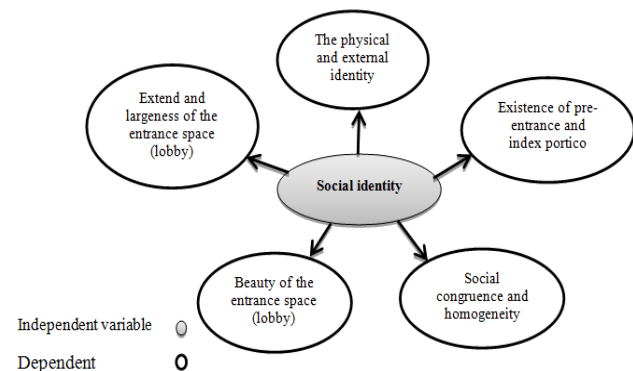 The physical
and external
identity
Extend and
largeness of the
entrance space
(lobby)
Existence of pre-
entrance and
index portico
Social identity
Beauty of the
entrance space
(lobby)
Social
congruence and
homogeneity
Independent variable
Dependent